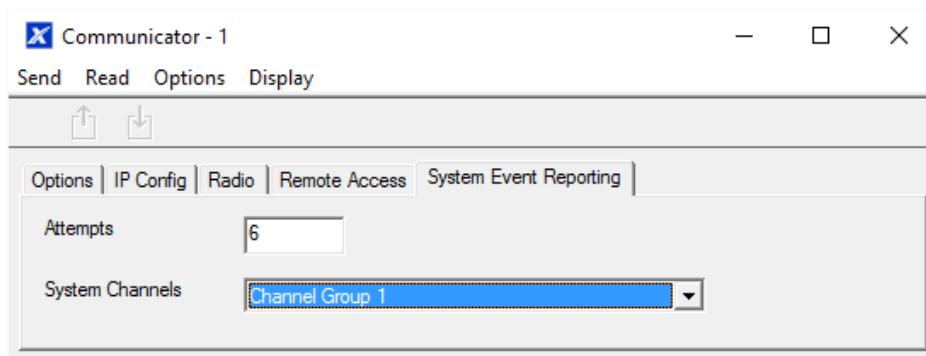 Communicator - 1
Send Read Options Display
Options IP Config Radio Remote Access System Event Reporting
Attempts 6
System Channels Channel Group 1